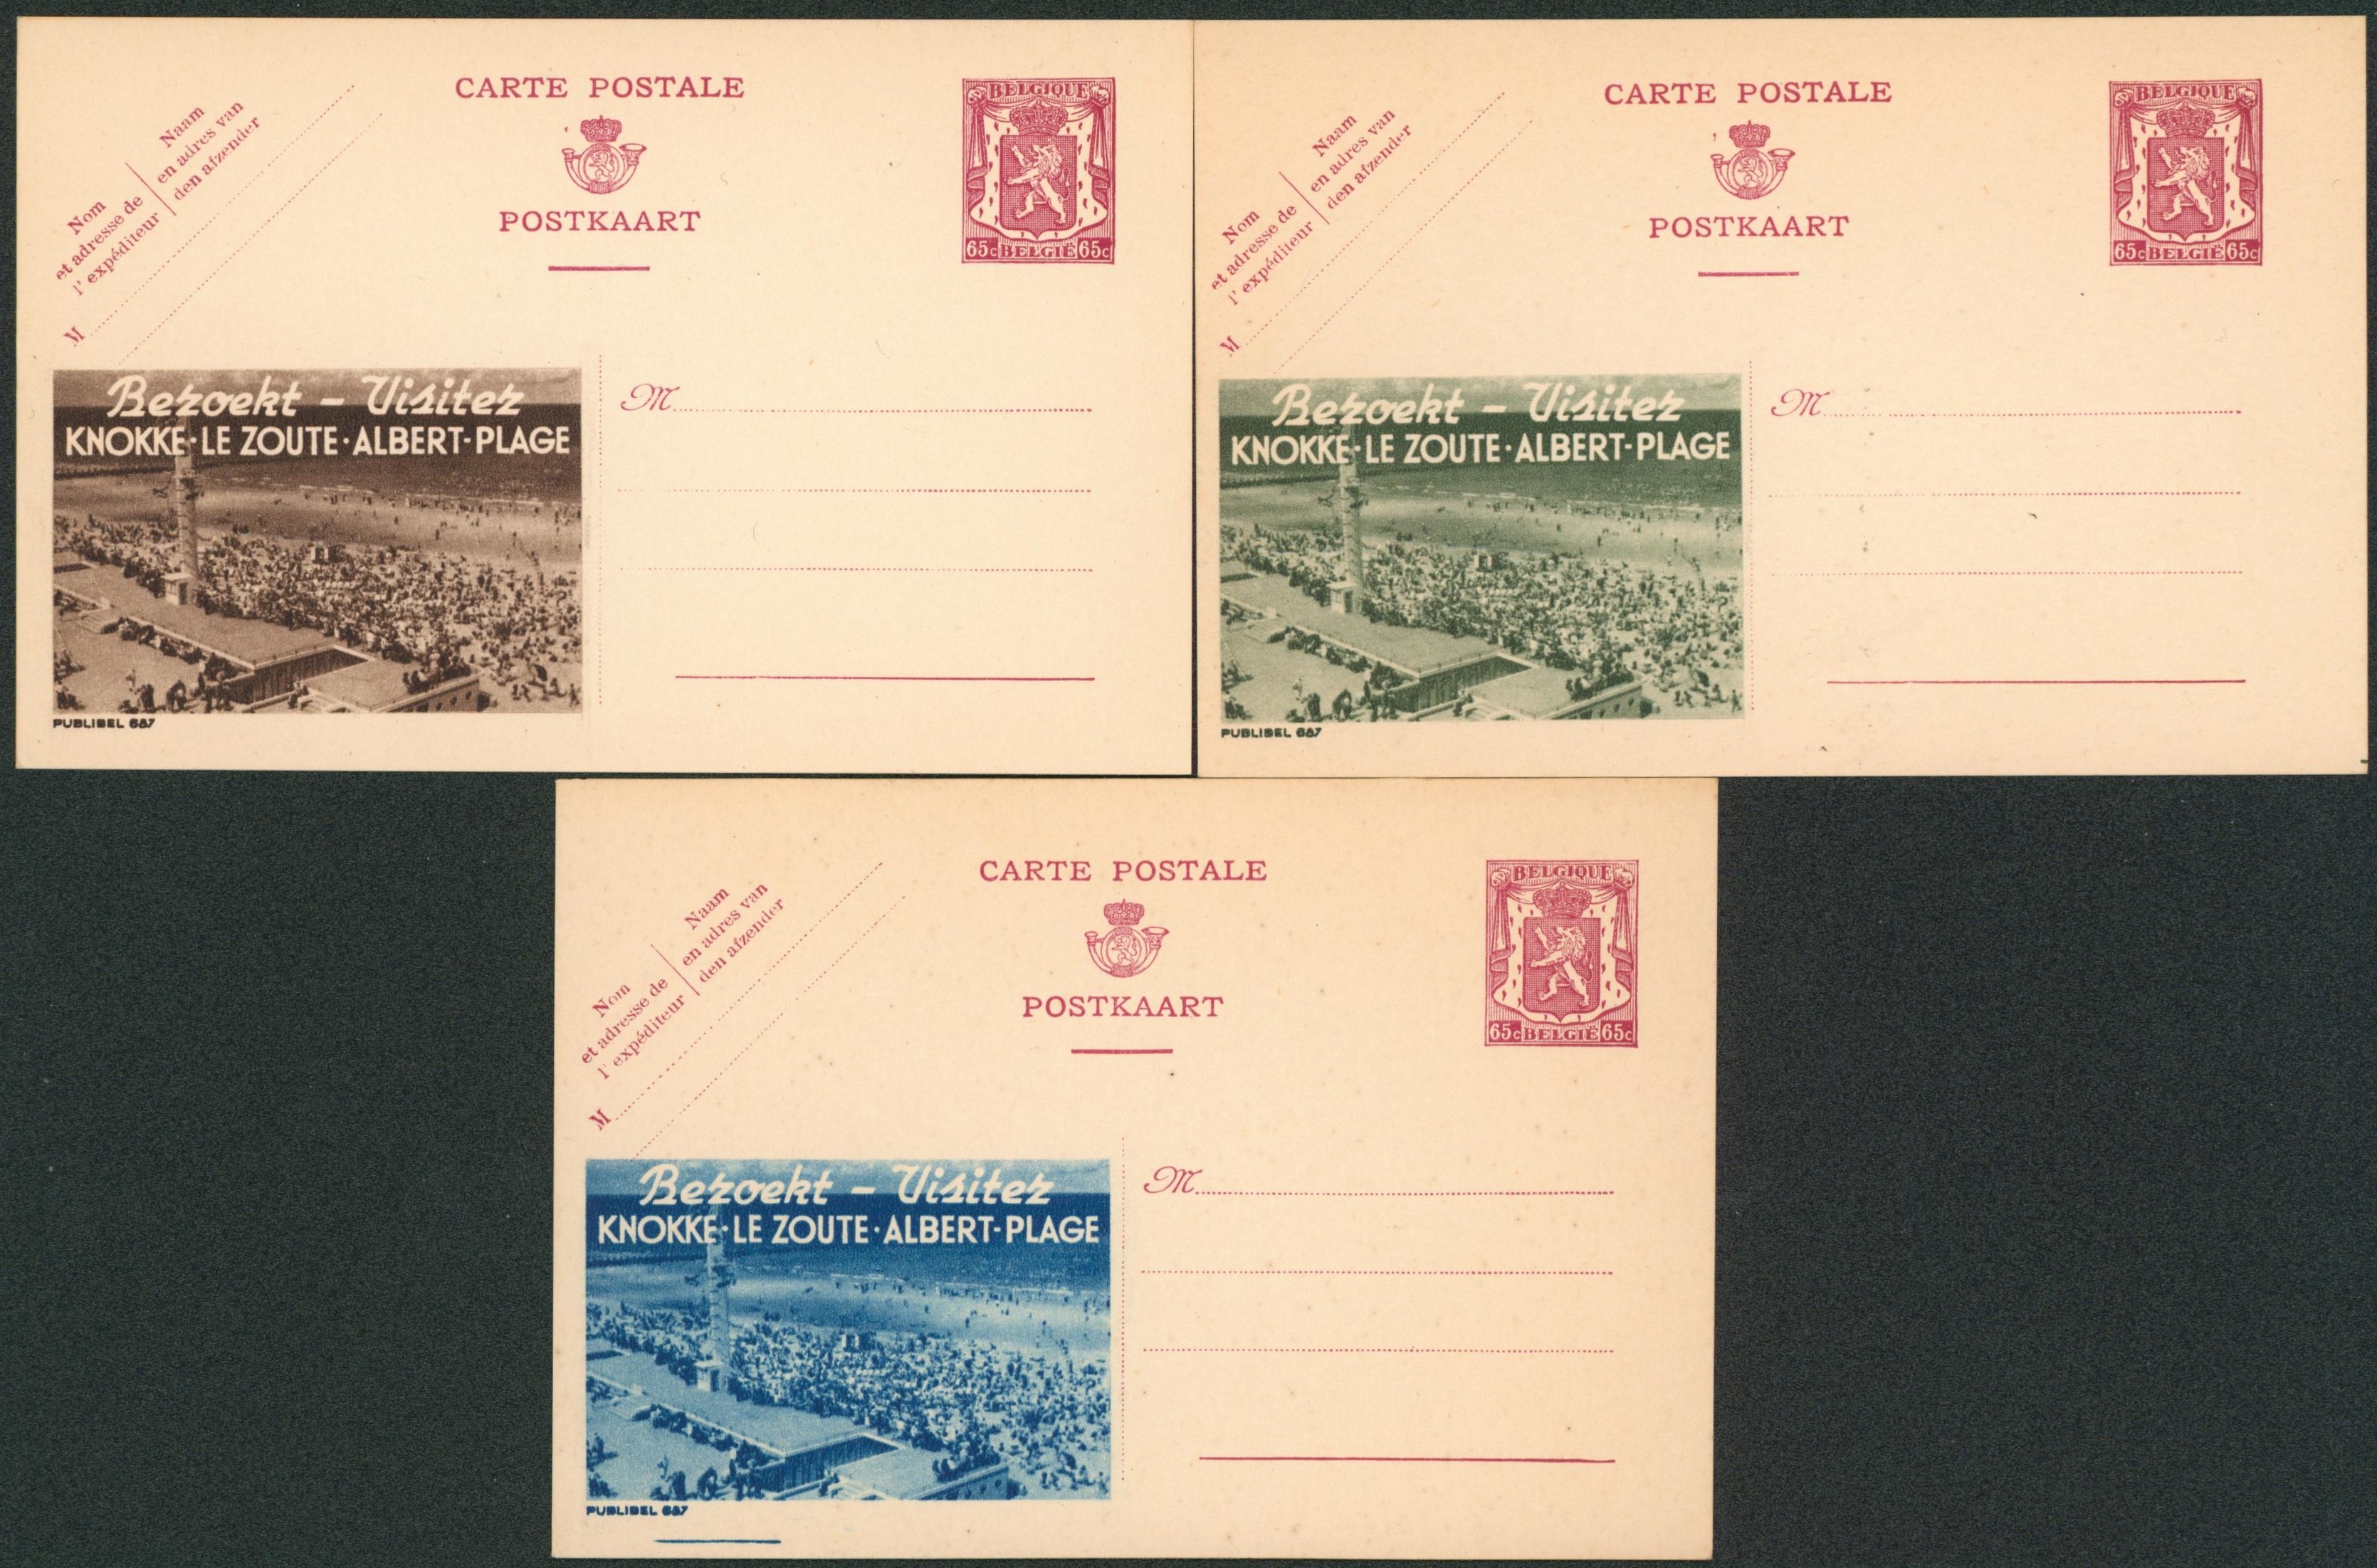 CARTE POSTALE
POSTKAART
BELGIQUE
65c BELGIË 65c
Nom
et adresse de
l' expéditeur
Naam
en adres van
den afzender
M
Bezoekt – Visitez
KNOKKE·LE ZOUTE·ALBERT-PLAGE
M
PUBLIBEL 687
CARTE POSTALE
POSTKAART
BELGIQUE
65c BELGIË 65c
Nom
et adresse de
l' expéditeur
Naam
en adres van
den afzender
M
Bezoekt – Visitez
KNOKKE·LE ZOUTE·ALBERT-PLAGE
M
PUBLIBEL 687
CARTE POSTALE
POSTKAART
BELGIQUE
65c BELGIË 65c
Nom
et adresse de
l' expéditeur
Naam
en adres van
den afzender
M
Bezoekt – Visitez
KNOKKE·LE ZOUTE·ALBERT-PLAGE
M
PUBLIBEL 687